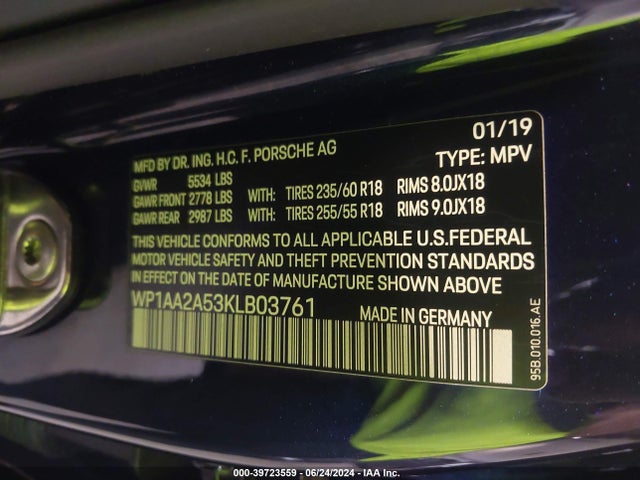 01/19
MFD BY DR. ING. H.C. F. PORSCHE AG TYPE: MPV
GVWR 5534 LBS
GAWR FRONT 2778 LBS WITH: TIRES 235/60 R18 RIMS 8.0JX18
GAWR REAR 2987 LBS WITH: TIRES 255/55 R18 RIMS 9.0JX18
THIS VEHICLE CONFORMS TO ALL APPLICABLE U.S.FEDERAL
MOTOR VEHICLE SAFETY AND THEFT PREVENTION STANDARDS
IN EFFECT ON THE DATE OF MANUFACTURE SHOWN ABOVE
WP1AA2A53KLB03761 MADE IN GERMANY
95B.010.016.AE
000-39723559 - 06/24/2024 - IAA Inc.